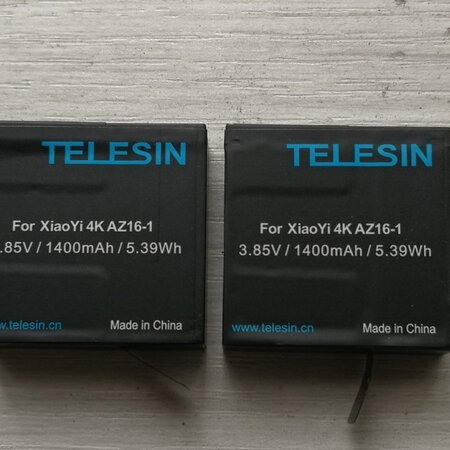 TELESIN
For XiaoYi 4K AZ16-1
.85V / 1400mAh / 5.39Wh
w.telesin.cn
Made in China
TELESIN
For XiaoYi 4K AZ16-1
3.85V / 1400mAh / 5.39Wh
www.telesin.cn
Made in China